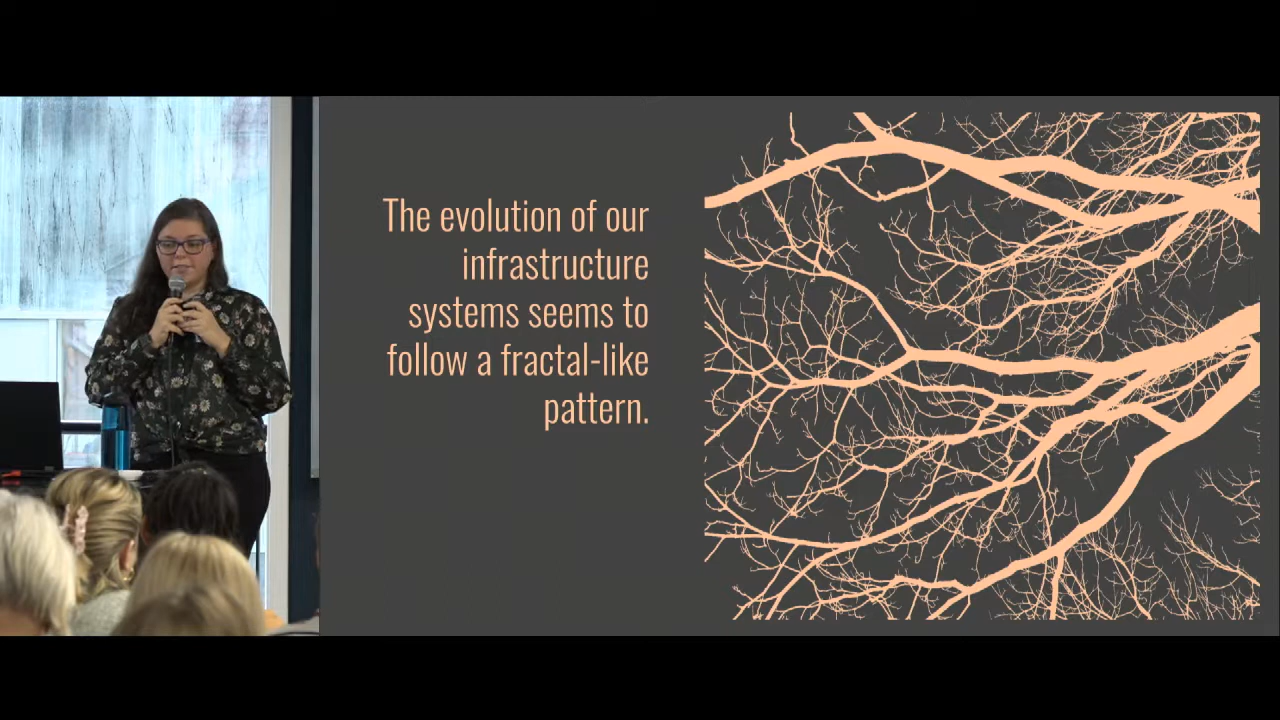 The evolution of our
infrastructure
systems seems to
follow a fractal-like
pattern.